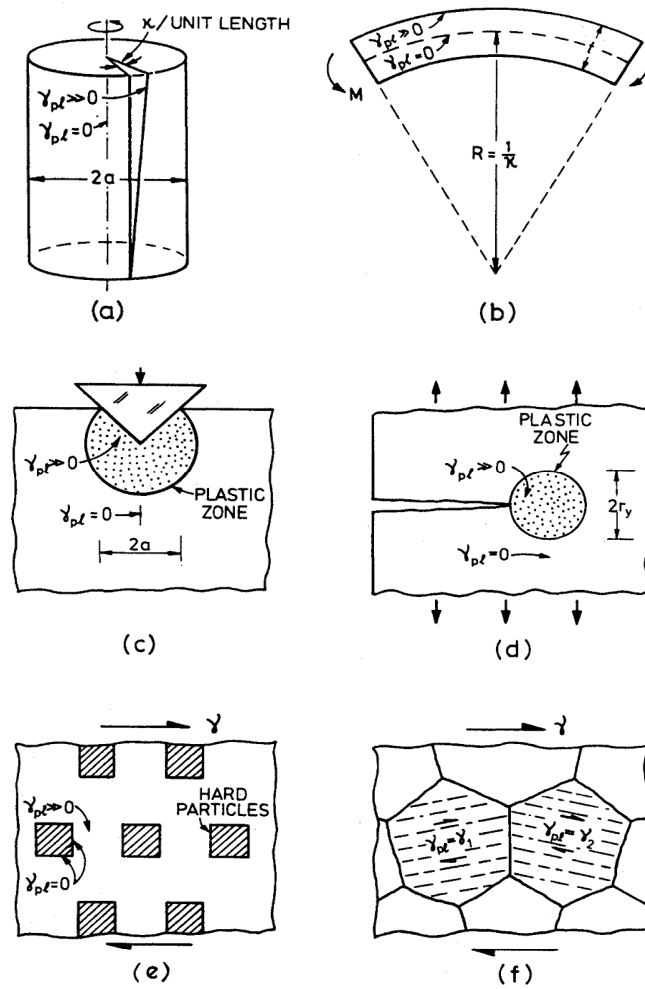 ϰ/UNIT LENGTH
γpℓ≫0
γpℓ=0
2a
(a)
γpℓ≫0
γpℓ=0
M
R = 1/ϰ
(b)
γpℓ≫0
PLASTIC ZONE
γpℓ=0
2a
(c)
PLASTIC
ZONE
γpℓ≫0
2ry
γpℓ=0
(d)
γ
γpℓ≫0
HARD
PARTICLES
γpℓ=0
(e)
γ
γpℓ=γ1
γpℓ=γ2
(f)